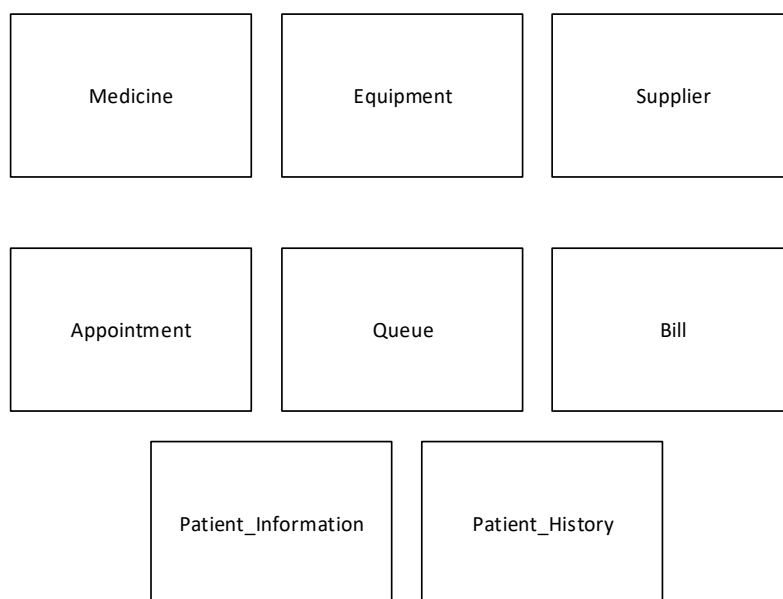 Medicine
Equipment
Supplier
Appointment
Queue
Bill
Patient_Information
Patient_History